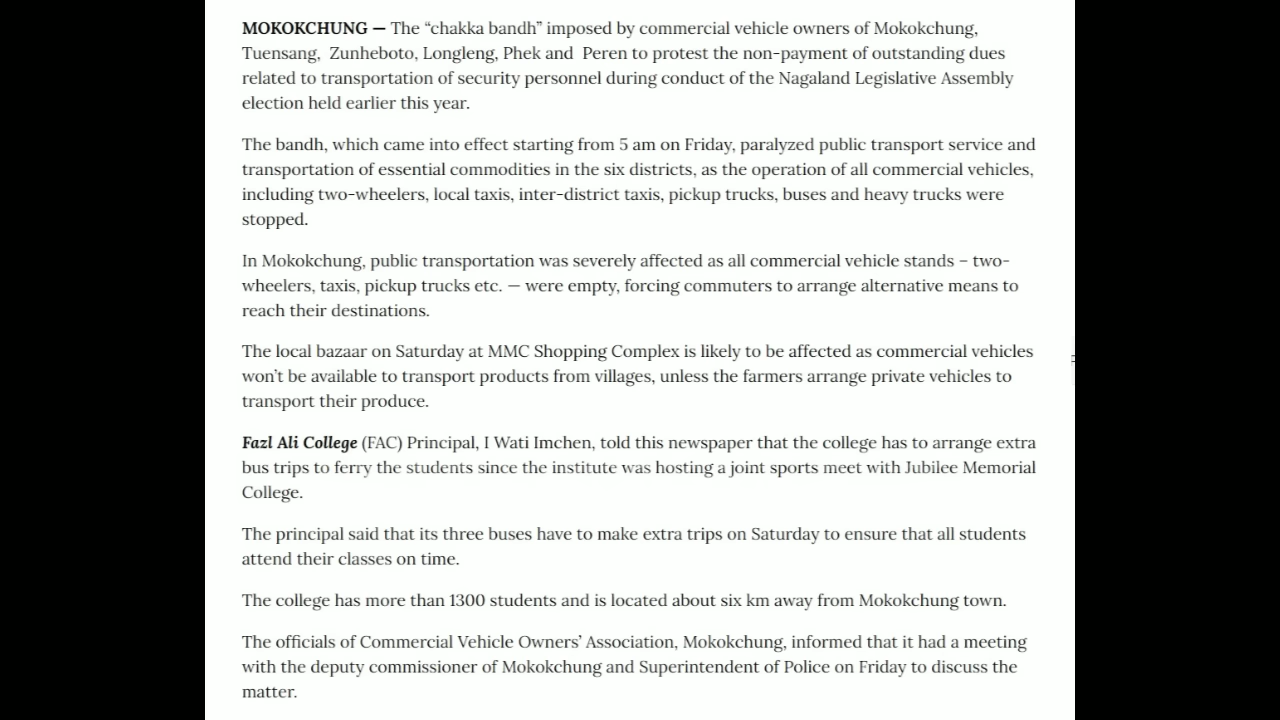 MOKOKCHUNG — The “chakka bandh” imposed by commercial vehicle owners of Mokokchung,
Tuensang, Zunheboto, Longleng, Phek and Peren to protest the non-payment of outstanding dues
related to transportation of security personnel during conduct of the Nagaland Legislative Assembly
election held earlier this year.
The bandh, which came into effect starting from 5 am on Friday, paralyzed public transport service and
transportation of essential commodities in the six districts, as the operation of all commercial vehicles,
including two-wheelers, local taxis, inter-district taxis, pickup trucks, buses and heavy trucks were
stopped.
In Mokokchung, public transportation was severely affected as all commercial vehicle stands – two-
wheelers, taxis, pickup trucks etc. — were empty, forcing commuters to arrange alternative means to
reach their destinations.
The local bazaar on Saturday at MMC Shopping Complex is likely to be affected as commercial vehicles
won’t be available to transport products from villages, unless the farmers arrange private vehicles to
transport their produce.
Fazl Ali College (FAC) Principal, I Wati Imchen, told this newspaper that the college has to arrange extra
bus trips to ferry the students since the institute was hosting a joint sports meet with Jubilee Memorial
College.
The principal said that its three buses have to make extra trips on Saturday to ensure that all students
attend their classes on time.
The college has more than 1300 students and is located about six km away from Mokokchung town.
The officials of Commercial Vehicle Owners’ Association, Mokokchung, informed that it had a meeting
with the deputy commissioner of Mokokchung and Superintendent of Police on Friday to discuss the
matter.